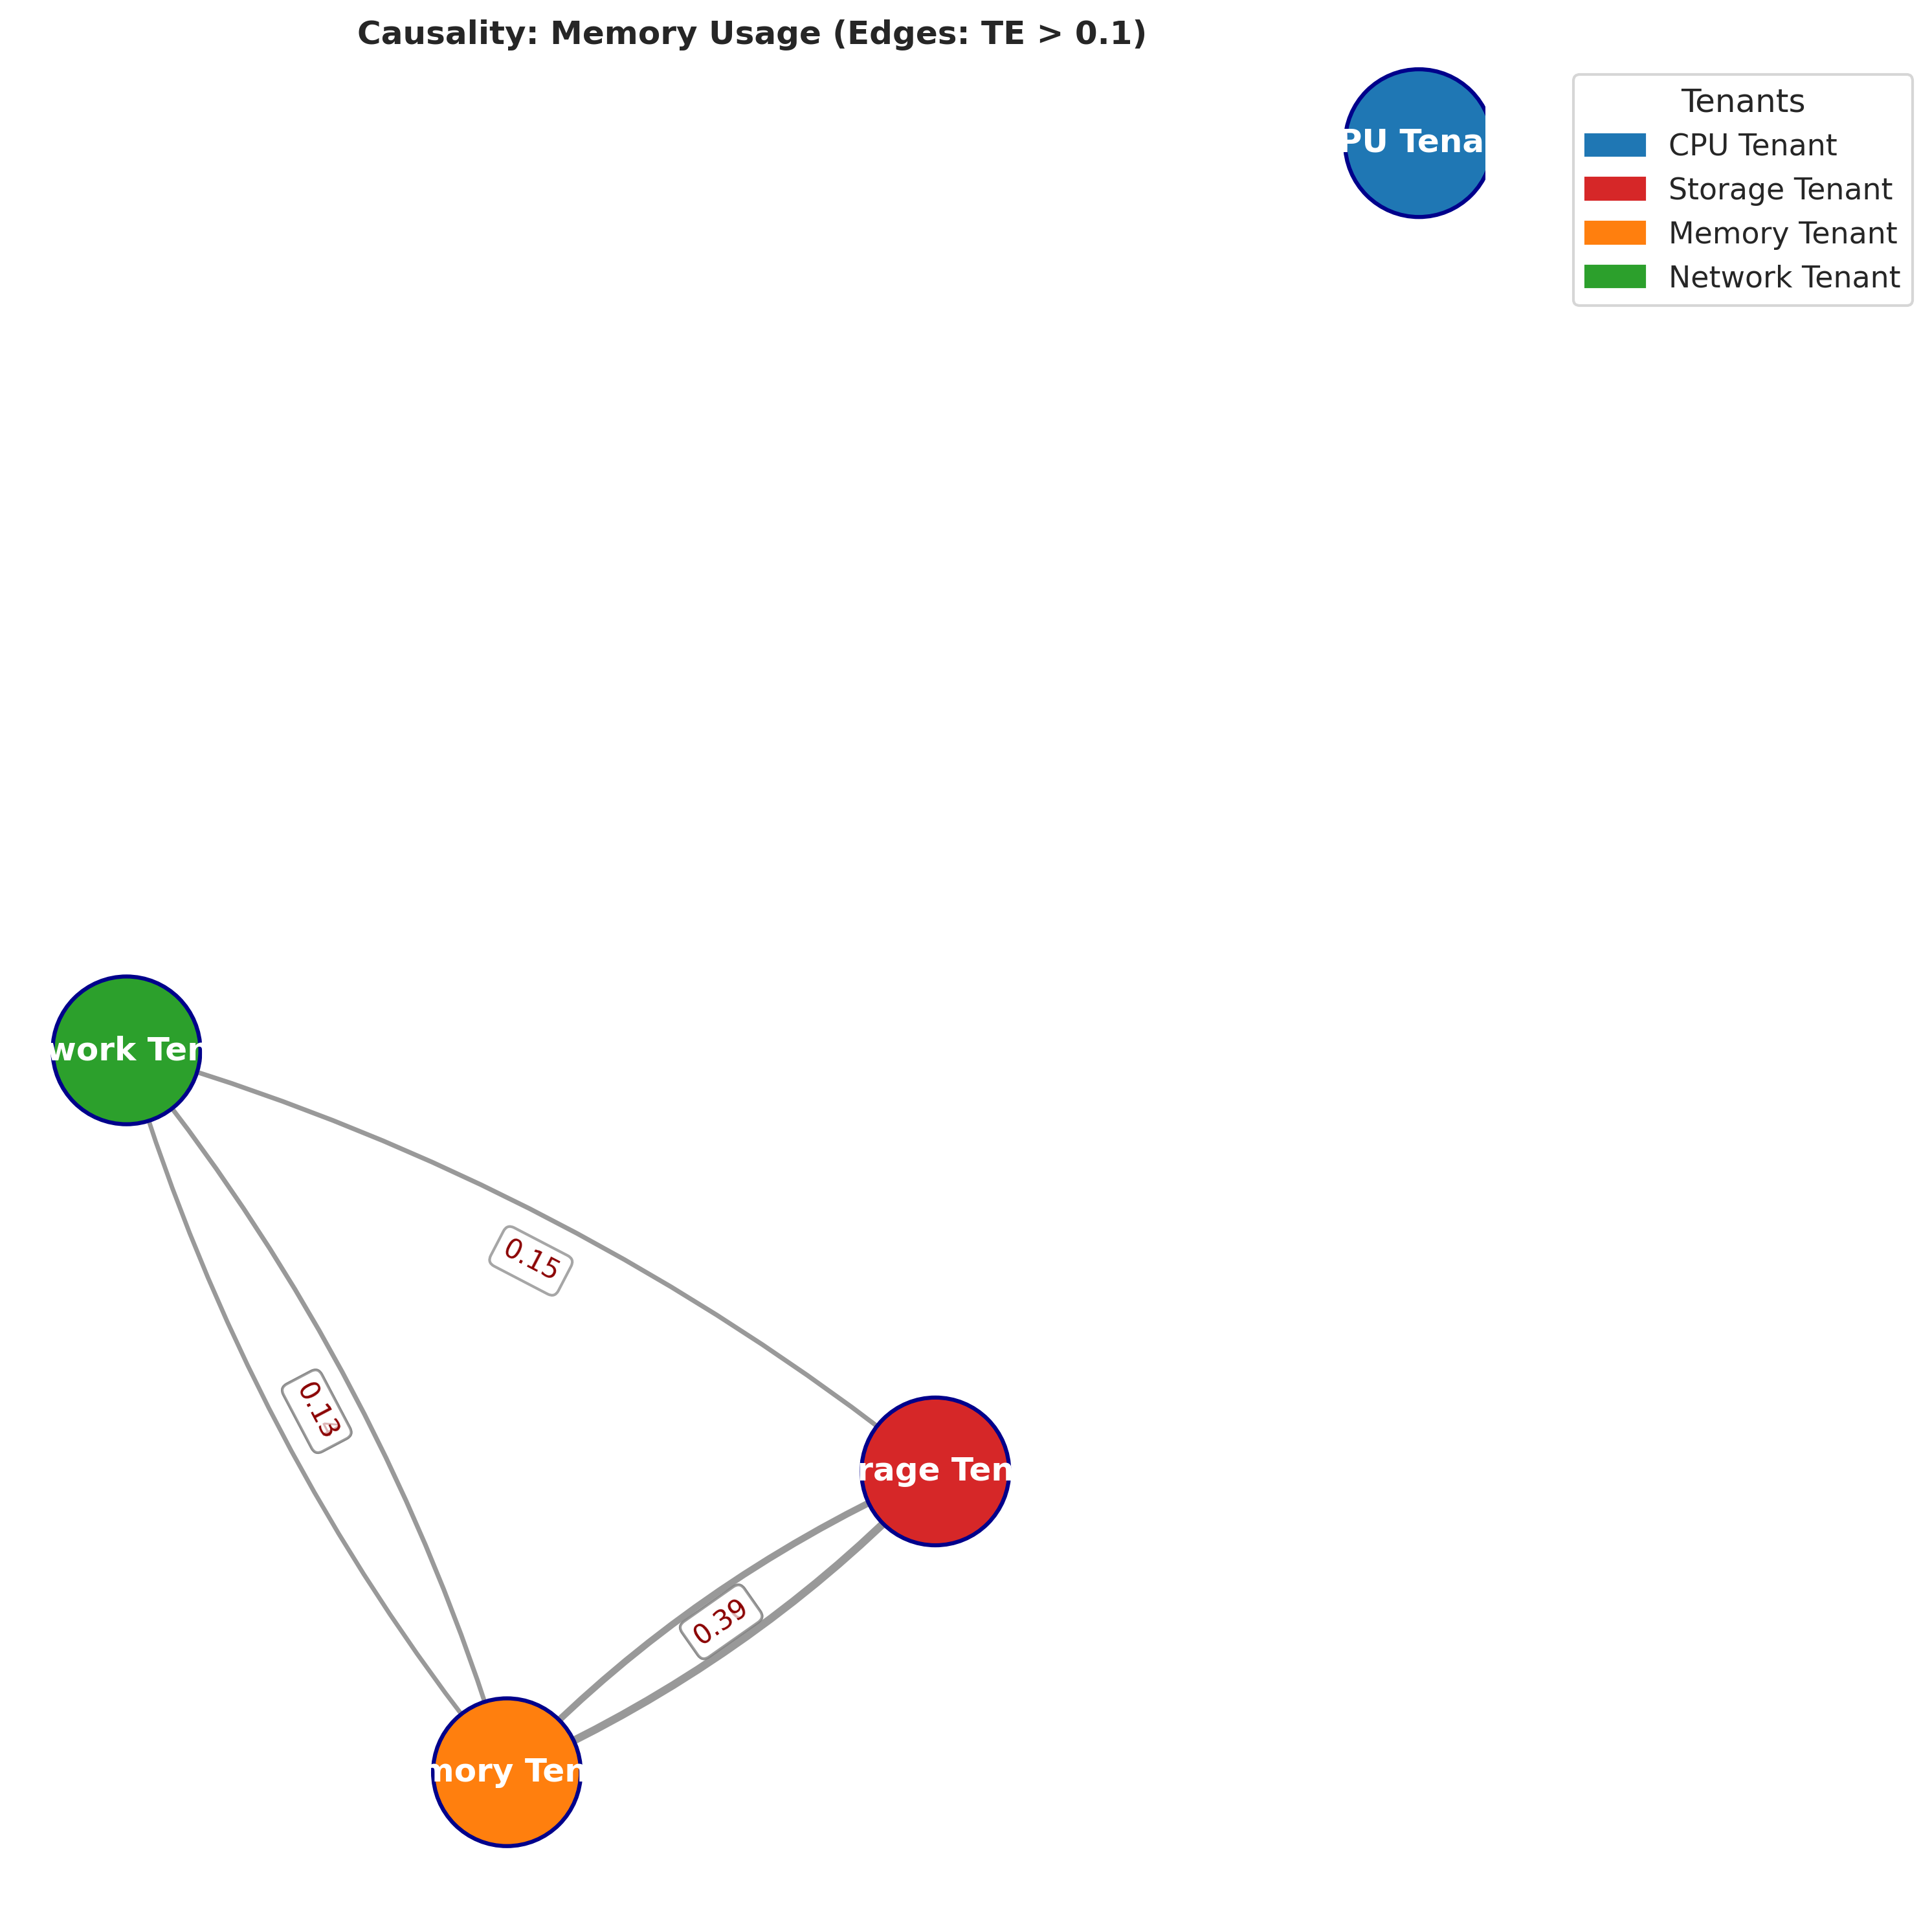 Causality: Memory Usage (Edges: TE > 0.1)
PU Tena
Tenants
CPU Tenant
Storage Tenant
Memory Tenant
Network Tenant
work Ten
0.15
0.13
rage Ten
0.39
mory Ten